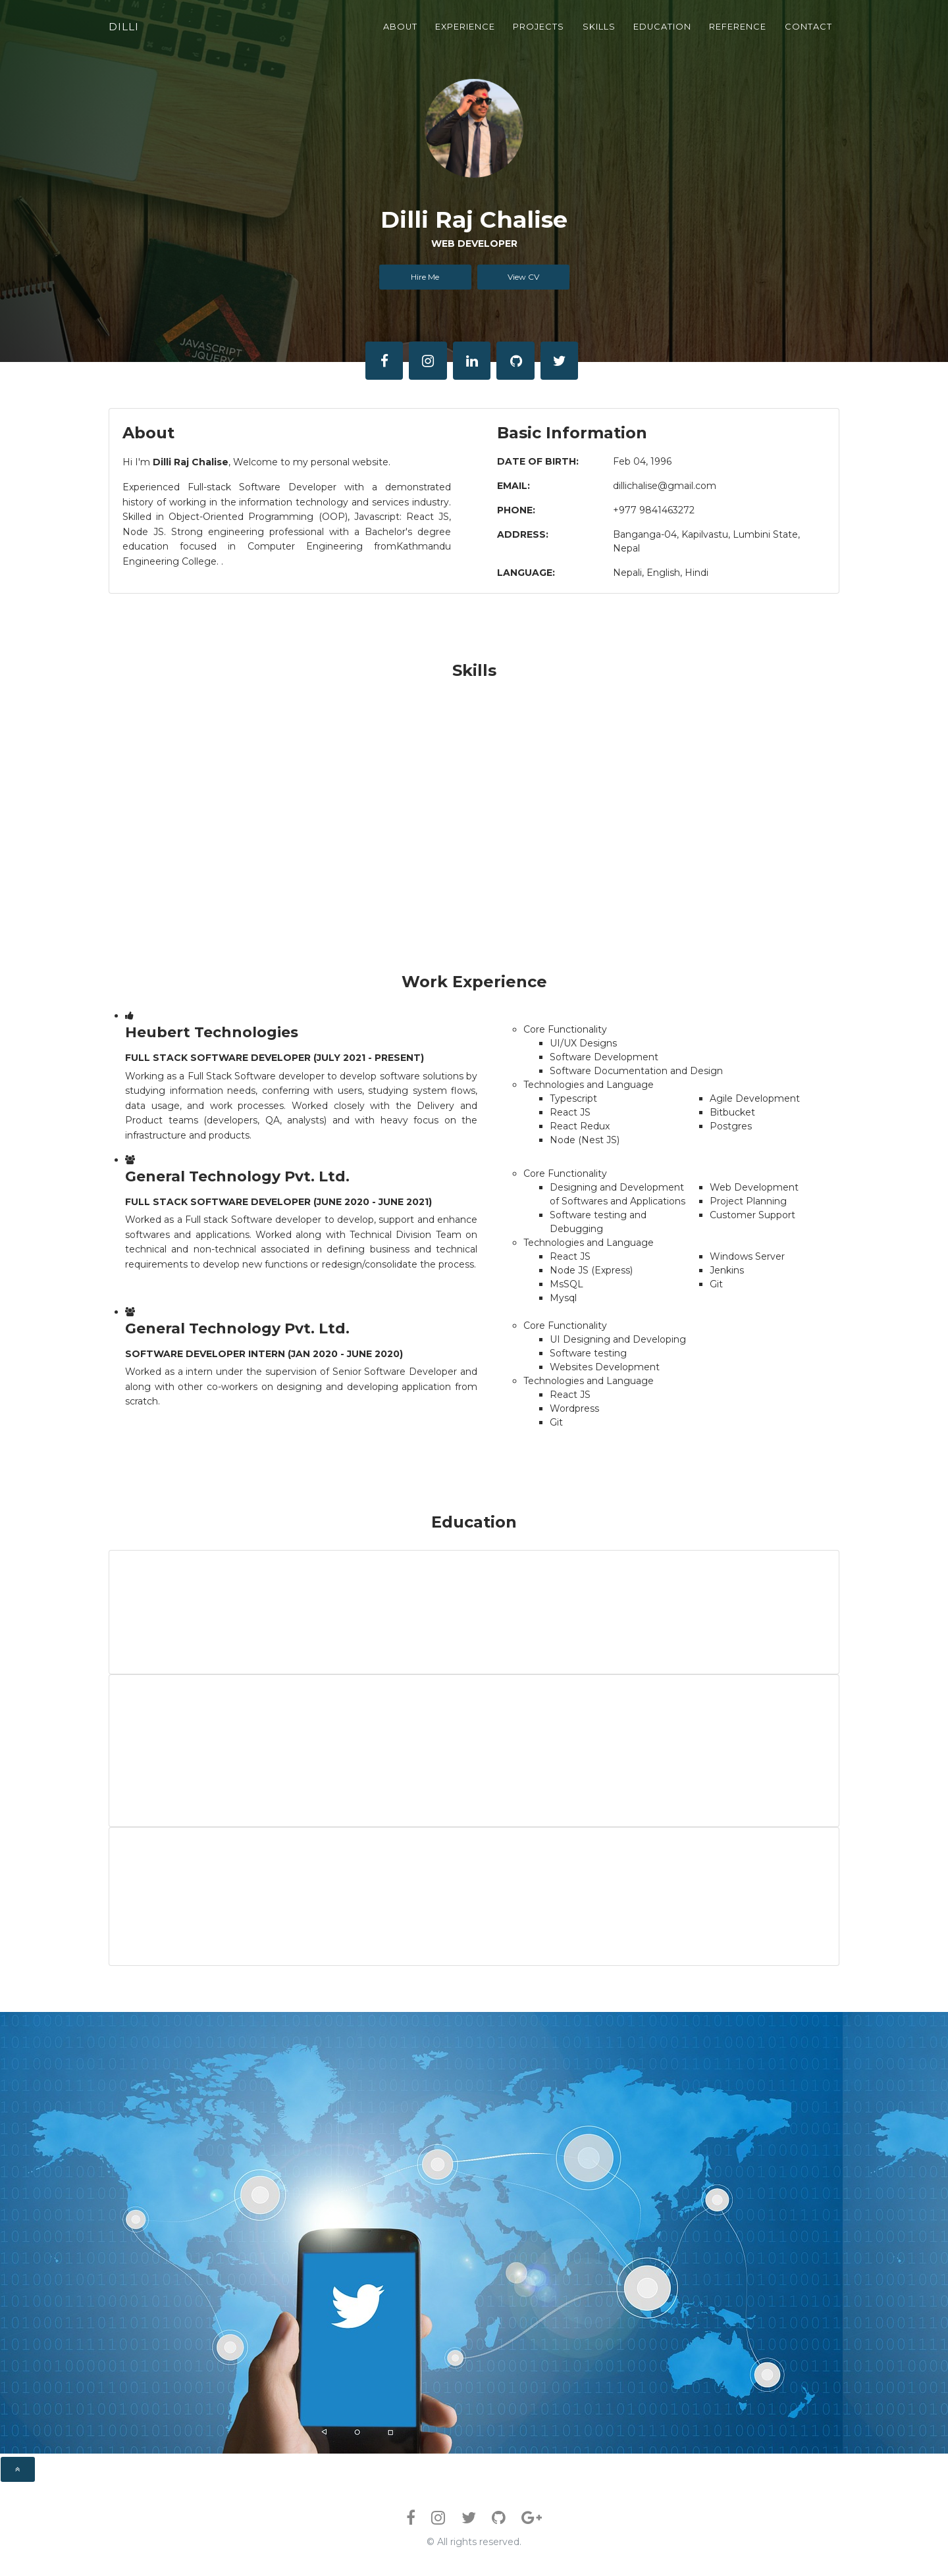 DILLI
ABOUT EXPERIENCE PROJECTS SKILLS EDUCATION REFERENCE CONTACT
Dilli Raj Chalise
WEB DEVELOPER
Hire Me
View CV
JAVASCRIPT
JQUERY
About
Hi I'm Dilli Raj Chalise, Welcome to my personal website.
Experienced Full-stack Software Developer with a demonstrated
history of working in the information technology and services industry.
Skilled in Object-Oriented Programming (OOP), Javascript: React JS,
Node JS. Strong engineering professional with a Bachelor's degree
education focused in Computer Engineering fromKathmandu
Engineering College. .
Basic Information
DATE OF BIRTH: Feb 04, 1996
EMAIL: dillichalise@gmail.com
PHONE: +977 9841463272
ADDRESS: Banganga-04, Kapilvastu, Lumbini State,
Nepal
LANGUAGE: Nepali, English, Hindi
Skills
Work Experience
Heubert Technologies
FULL STACK SOFTWARE DEVELOPER (JULY 2021 - PRESENT)
Working as a Full Stack Software developer to develop software solutions by
studying information needs, conferring with users, studying system flows,
data usage, and work processes. Worked closely with the Delivery and
Product teams (developers, QA, analysts) and with heavy focus on the
infrastructure and products.
Core Functionality
UI/UX Designs
Software Development
Software Documentation and Design
Technologies and Language
Typescript
React JS
React Redux
Node (Nest JS)
Agile Development
Bitbucket
Postgres
General Technology Pvt. Ltd.
FULL STACK SOFTWARE DEVELOPER (JUNE 2020 - JUNE 2021)
Worked as a Full stack Software developer to develop, support and enhance
softwares and applications. Worked along with Technical Division Team on
technical and non-technical associated in defining business and technical
requirements to develop new functions or redesign/consolidate the process.
Core Functionality
Designing and Development
of Softwares and Applications
Software testing and
Debugging
Web Development
Project Planning
Customer Support
Technologies and Language
React JS
Node JS (Express)
MsSQL
Mysql
Windows Server
Jenkins
Git
General Technology Pvt. Ltd.
SOFTWARE DEVELOPER INTERN (JAN 2020 - JUNE 2020)
Worked as a intern under the supervision of Senior Software Developer and
along with other co-workers on designing and developing application from
scratch.
Core Functionality
UI Designing and Developing
Software testing
Websites Development
Technologies and Language
React JS
Wordpress
Git
Education
© All rights reserved.